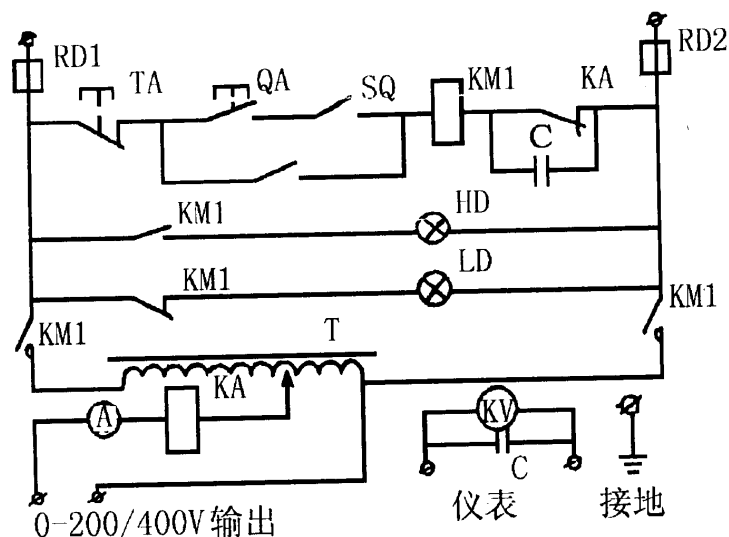 RD1
RD2
TA
QA
SQ
KM1
KA
C
KM1
HD
KM1
LD
KM1
KM1
T
KA
A
KV
C
0-200/400V输出
仪表
接地